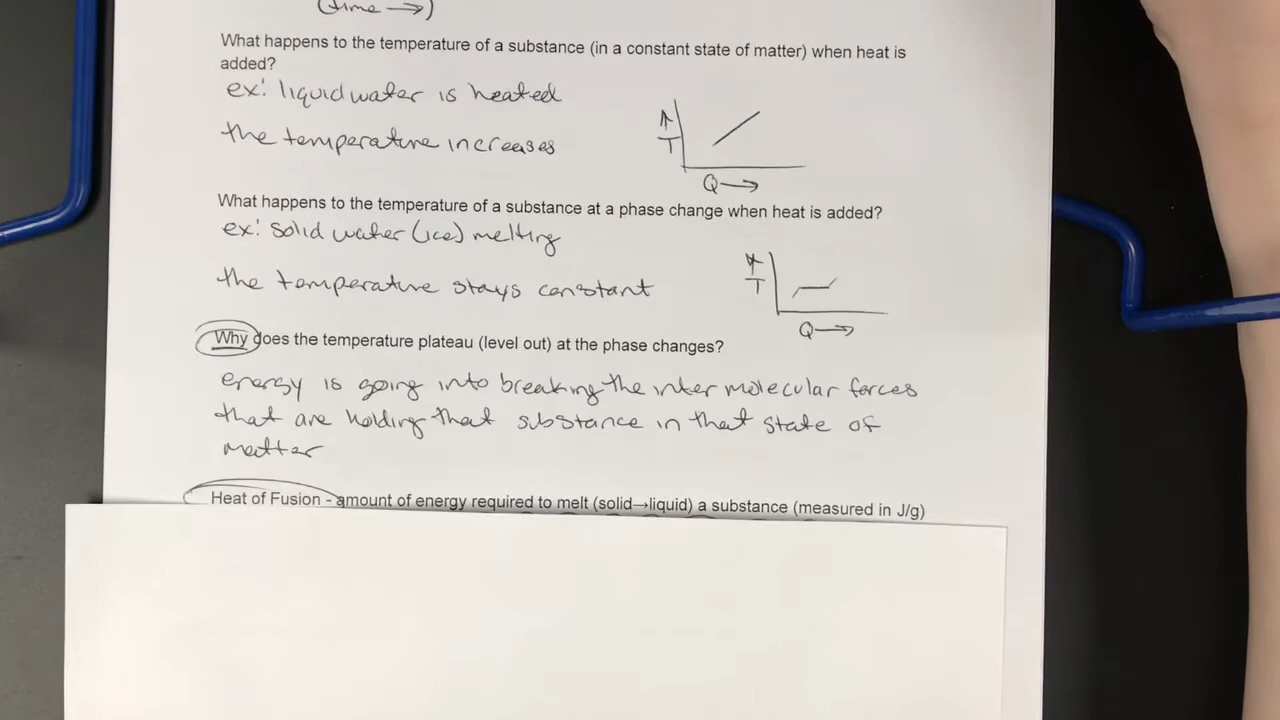 (time →)
What happens to the temperature of a substance (in a constant state of matter) when heat is
added?
ex: liquid water is heated
the temperature increases
↑
T
Q →
What happens to the temperature of a substance at a phase change when heat is added?
ex: solid water (ice) melting
the temperature stays constant
↑
T
Q →
Why does the temperature plateau (level out) at the phase changes?
energy is going into breaking the intermolecular forces
that are holding that substance in that state of
matter
Heat of Fusion - amount of energy required to melt (solid→liquid) a substance (measured in J/g)